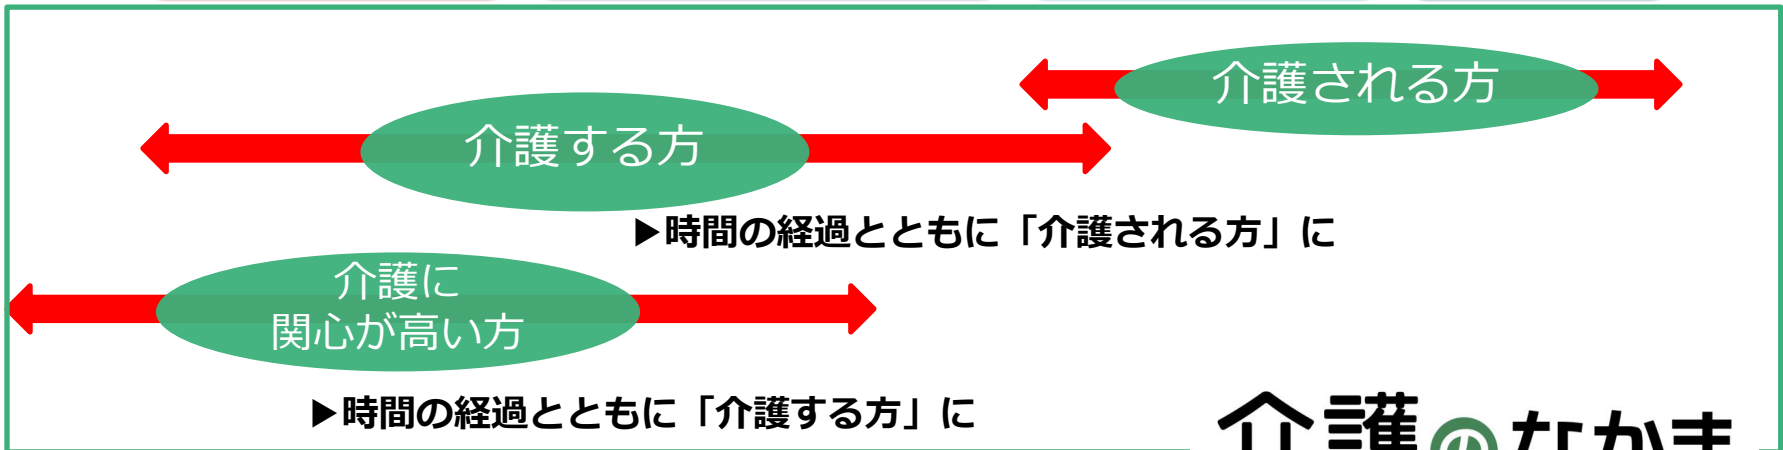 介護される方
介護する方
▶時間の経過とともに「介護される方」に
介護に
関心が高い方
▶時間の経過とともに「介護する方」に
介護のなかま